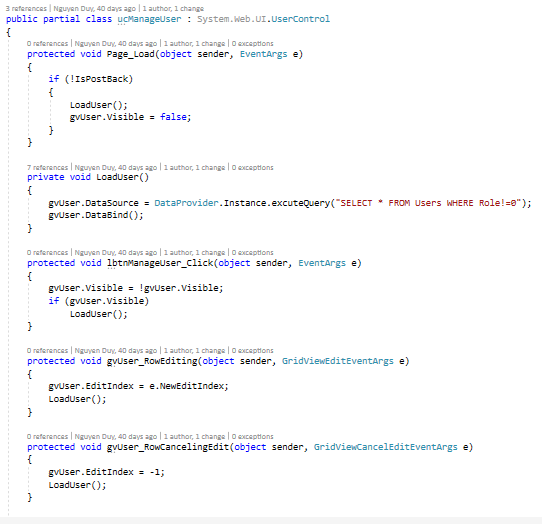 3 references | Nguyen Duy, 40 days ago | 1 author, 1 change
public partial class ucManageUser : System.Web.UI.UserControl
{
0 references | Nguyen Duy, 40 days ago | 1 author, 1 change | 0 exceptions
protected void Page_Load(object sender, EventArgs e)
{
if (!IsPostBack)
{
LoadUser();
gvUser.Visible = false;
}
}
7 references | Nguyen Duy, 40 days ago | 1 author, 1 change | 0 exceptions
private void LoadUser()
{
gvUser.DataSource = DataProvider.Instance.excuteQuery("SELECT * FROM Users WHERE Role!=0");
gvUser.DataBind();
}
0 references | Nguyen Duy, 40 days ago | 1 author, 1 change | 0 exceptions
protected void lbtnManageUser_Click(object sender, EventArgs e)
{
gvUser.Visible = !gvUser.Visible;
if (gvUser.Visible)
LoadUser();
}
0 references | Nguyen Duy, 40 days ago | 1 author, 1 change | 0 exceptions
protected void gvUser_RowEditing(object sender, GridViewEditEventArgs e)
{
gvUser.EditIndex = e.NewEditIndex;
LoadUser();
}
0 references | Nguyen Duy, 40 days ago | 1 author, 1 change | 0 exceptions
protected void gvUser_RowCancelingEdit(object sender, GridViewCancelEditEventArgs e)
{
gvUser.EditIndex = -1;
LoadUser();
}